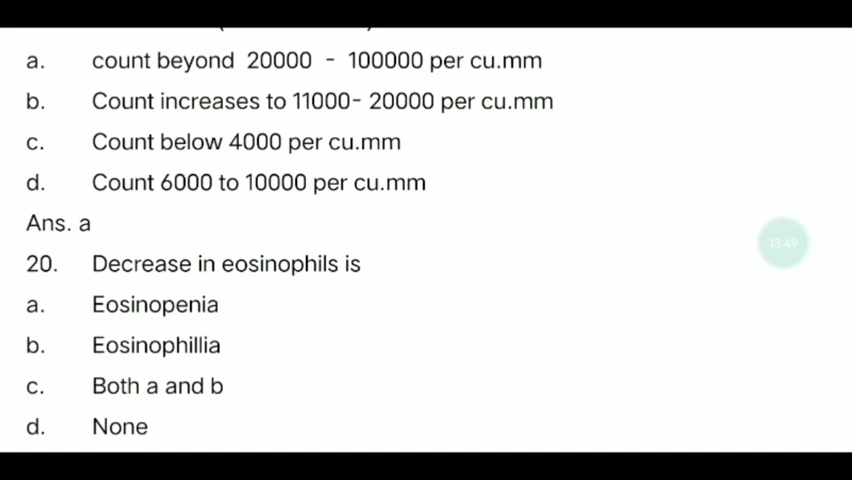 a. count beyond 20000 - 100000 per cu.mm
b. Count increases to 11000- 20000 per cu.mm
c. Count below 4000 per cu.mm
d. Count 6000 to 10000 per cu.mm
Ans. a
20. Decrease in eosinophils is
a. Eosinopenia
b. Eosinophillia
c. Both a and b
d. None
13:49